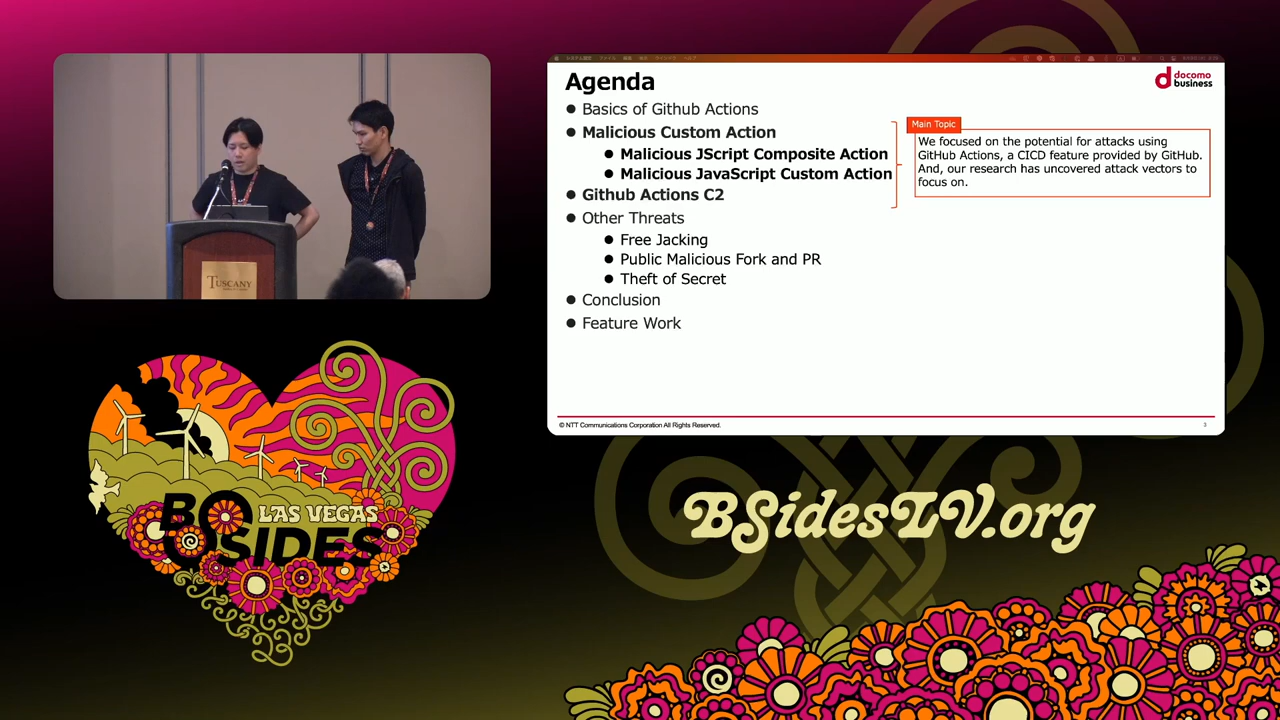 Agenda
docomo
business
● Basics of Github Actions
● Malicious Custom Action
● Malicious JScript Composite Action
● Malicious JavaScript Custom Action
● Github Actions C2
● Other Threats
● Free Jacking
● Public Malicious Fork and PR
● Theft of Secret
● Conclusion
● Feature Work
Main Topic
We focused on the potential for attacks using
GitHub Actions, a CICD feature provided by GitHub.
And, our research has uncovered attack vectors to
focus on.
© NTT Communications Corporation All Rights Reserved.
3
TUSCANY
BSIDES
LAS VEGAS
23
BSidesLV.org